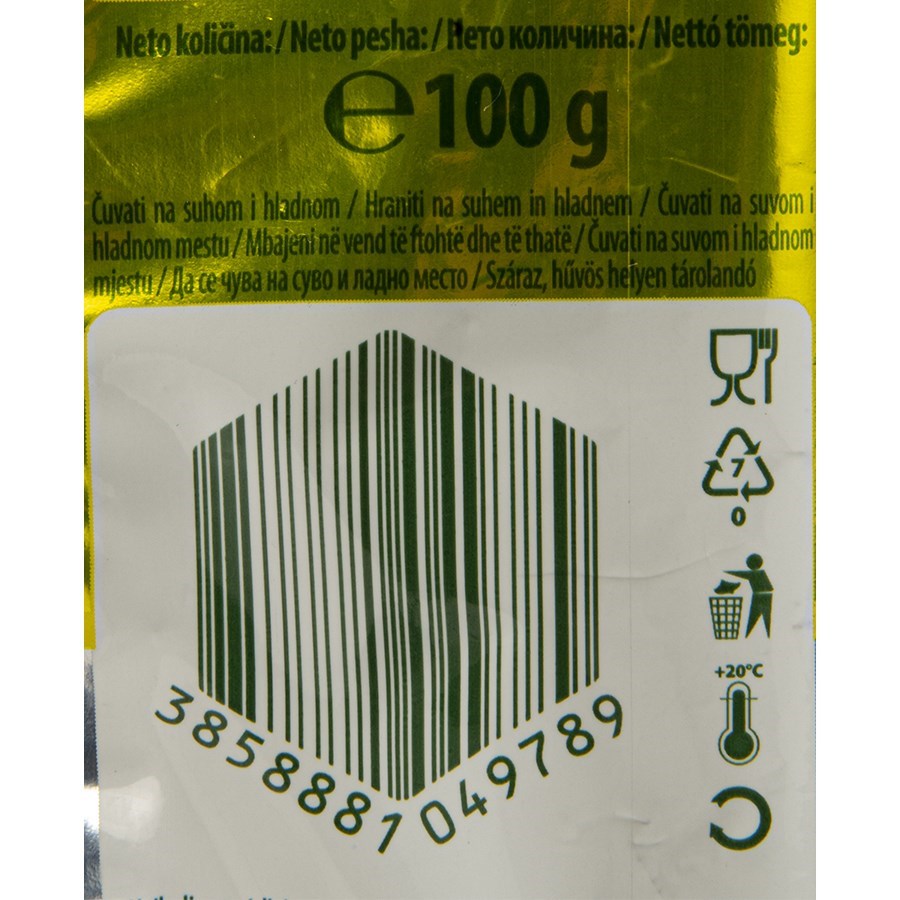 Neto količina: / Neto pesha: / Нето количина: / Nettó tömeg:
℮ 100 g
Čuvati na suhom i hladnom / Hraniti na suhem in hladnem / Čuvati na suvom i
hladnom mestu / Mbajeni në vend të ftohtë dhe të thatë / Čuvati na suvom i hladnom
mjestu / Да се чува на суво и ладно место / Száraz, hűvös helyen tárolandó
7
0
+20°C
3858881049789